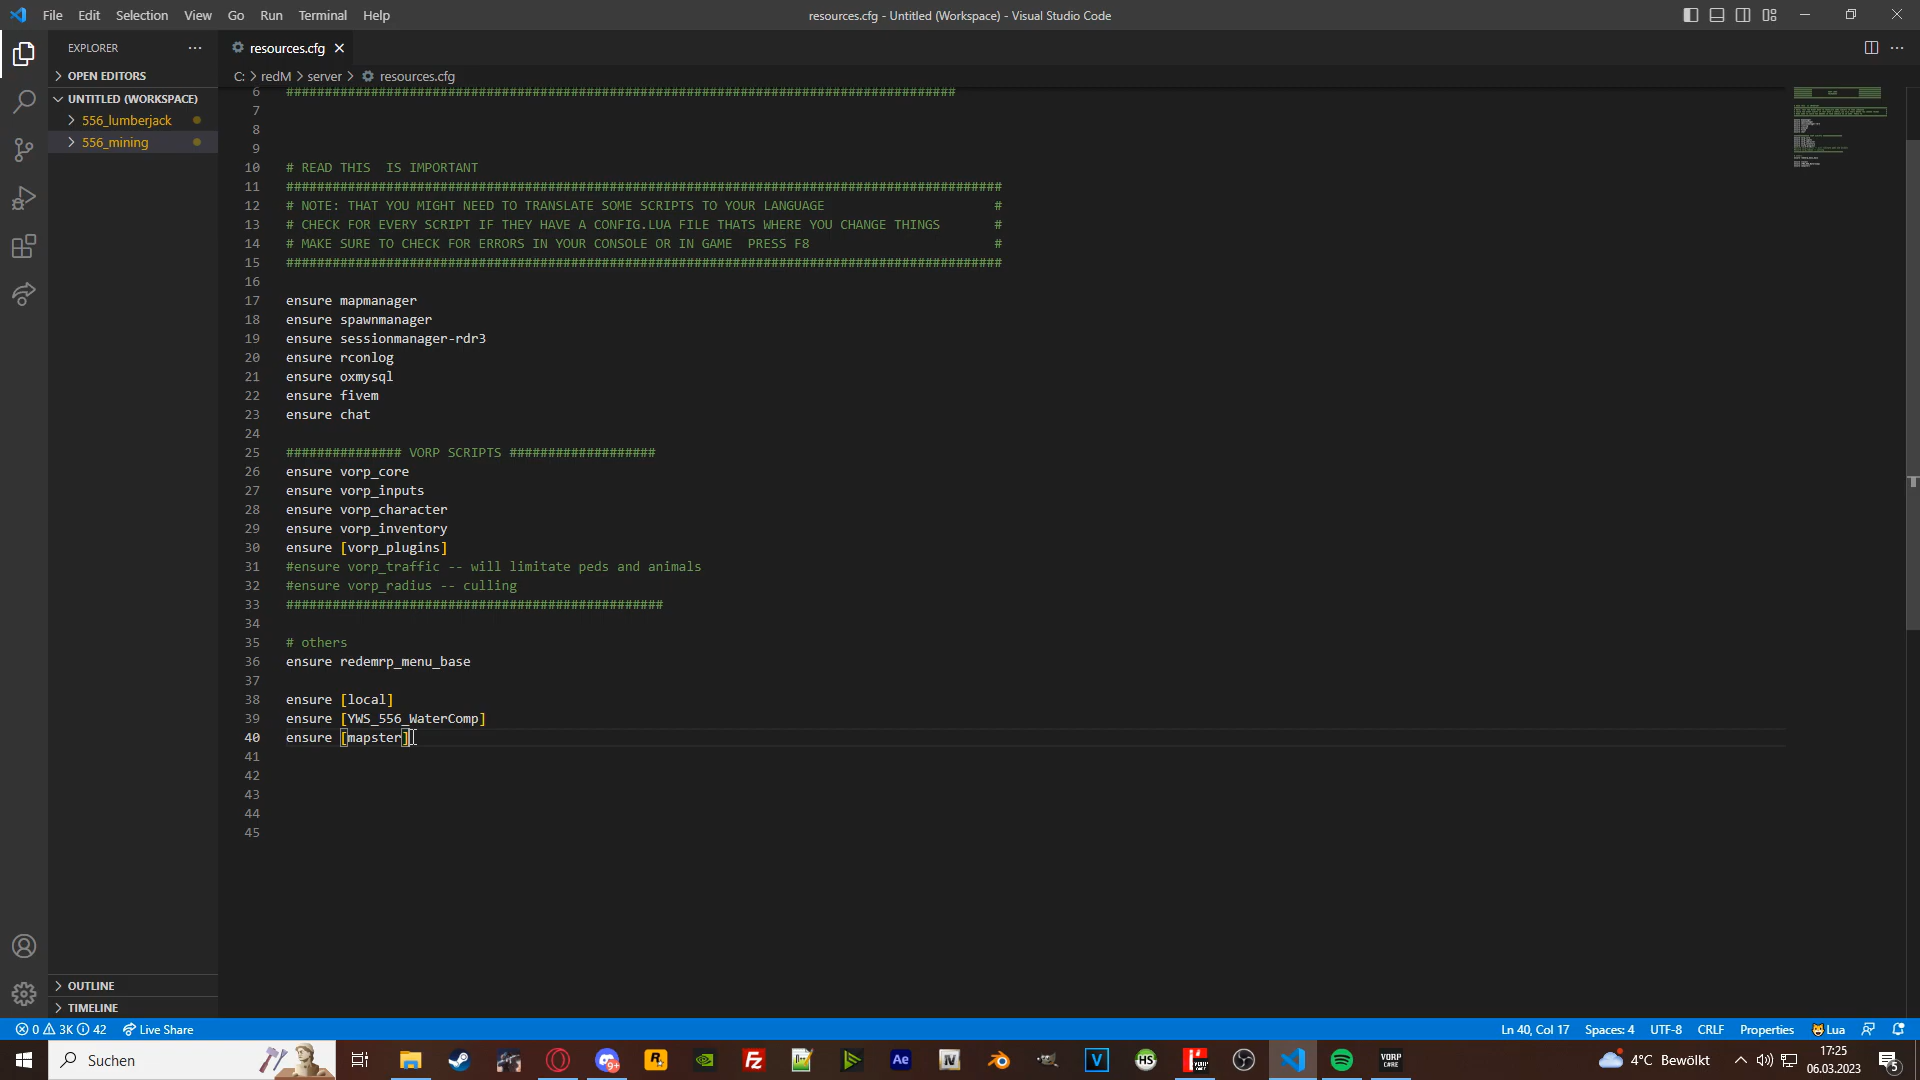 File Edit Selection View Go Run Terminal Help
resources.cfg - Untitled (Workspace) - Visual Studio Code
EXPLORER
resources.cfg
OPEN EDITORS
C: > redM > server > resources.cfg
UNTITLED (WORKSPACE)
556_lumberjack
556_mining
6 #######################################################################################
7
8
9
10 # READ THIS  IS IMPORTANT
11 #############################################################################################
12 # NOTE: THAT YOU MIGHT NEED TO TRANSLATE SOME SCRIPTS TO YOUR LANGUAGE #
13 # CHECK FOR EVERY SCRIPT IF THEY HAVE A CONFIG.LUA FILE THATS WHERE YOU CHANGE THINGS #
14 # MAKE SURE TO CHECK FOR ERRORS IN YOUR CONSOLE OR IN GAME  PRESS F8 #
15 #############################################################################################
16
17 ensure mapmanager
18 ensure spawnmanager
19 ensure sessionmanager-rdr3
20 ensure rconlog
21 ensure oxmysql
22 ensure fivem
23 ensure chat
24
25 ############### VORP SCRIPTS ###################
26 ensure vorp_core
27 ensure vorp_inputs
28 ensure vorp_character
29 ensure vorp_inventory
30 ensure [vorp_plugins]
31 #ensure vorp_traffic -- will limitate peds and animals
32 #ensure vorp_radius -- culling
33 #################################################
34
35 # others
36 ensure redemrp_menu_base
37
38 ensure [local]
39 ensure [YWS_556_WaterComp]
40 ensure [mapster]
41
42
43
44
45
OUTLINE
TIMELINE
0 3K 42 Live Share
Ln 40, Col 17 Spaces: 4 UTF-8 CRLF Properties Lua
Suchen
4°C Bewölkt
17:25
06.03.2023
5